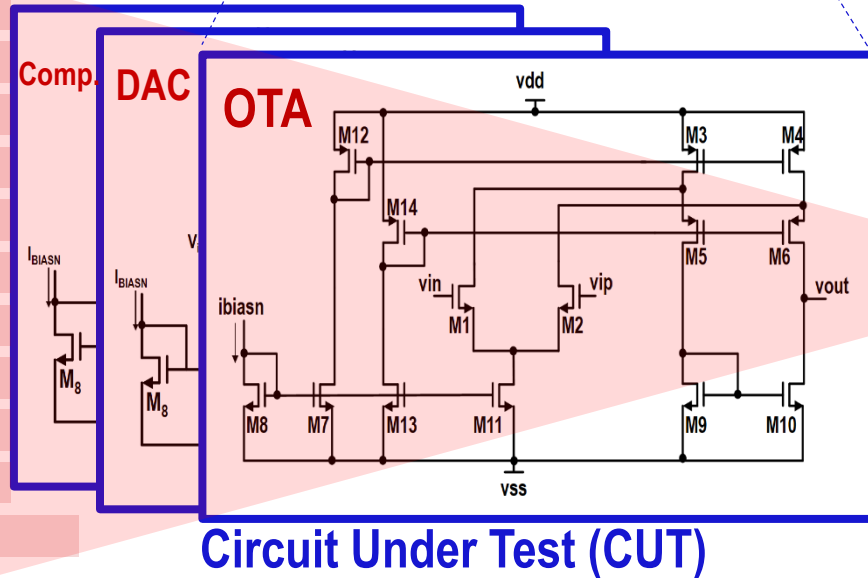 Comp.
DAC
OTA
vdd
M12
M3
M4
M14
M5
M6
vin
vip
vout
M1
M2
IBIASN
IBIASN
ibiasn
M8
M8
M8
M7
M13
M11
M9
M10
vss
Circuit Under Test (CUT)